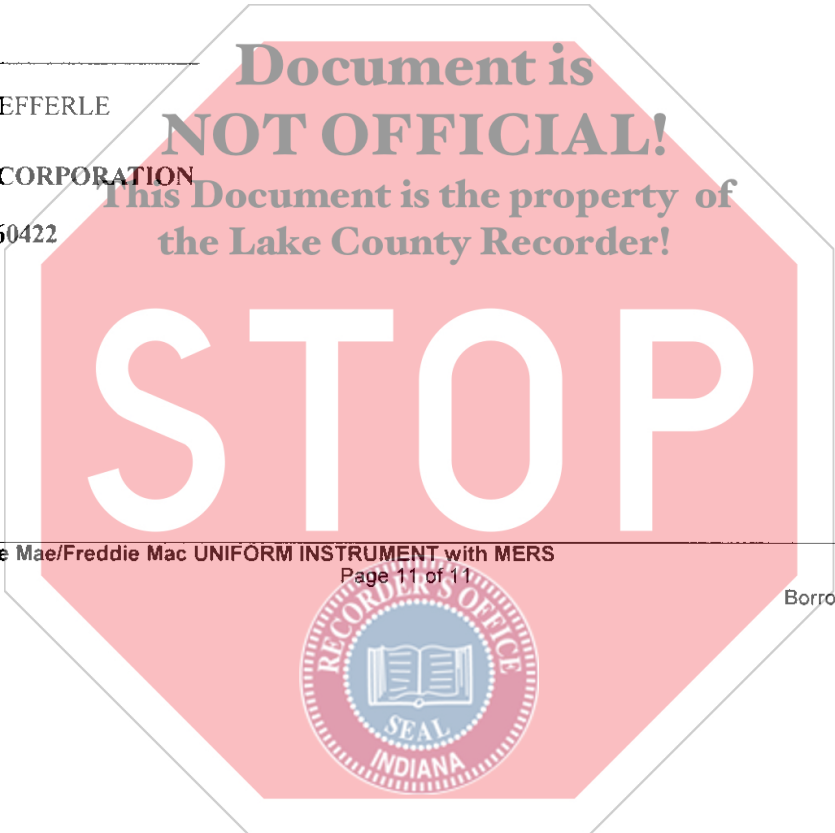 Document is
EFFERLE
NOT OFFICIAL!
CORPORATION
This Document is the property of
60422
the Lake County Recorder!
STOP
e Mae/Freddie Mac UNIFORM INSTRUMENT with MERS
Page 11 of 11
Borro
RECORDER'S OFFICE
SEAL
INDIANA